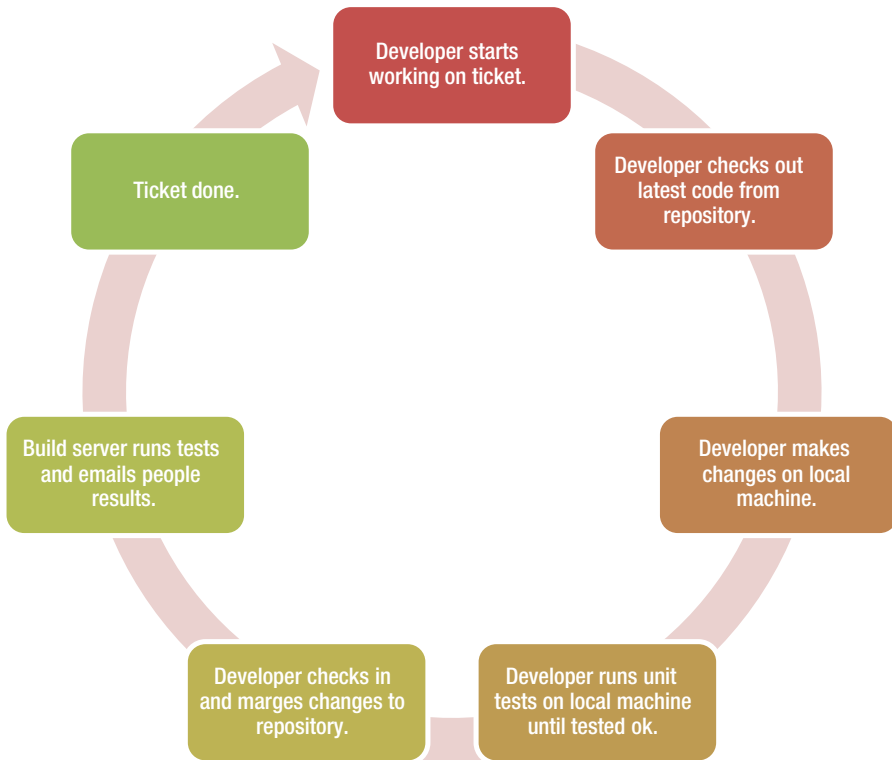 Developer starts
working on ticket.
Developer checks out
latest code from
repository.
Developer makes
changes on local
machine.
Developer runs unit
tests on local machine
until tested ok.
Developer checks in
and marges changes to
repository.
Build server runs tests
and emails people
results.
Ticket done.